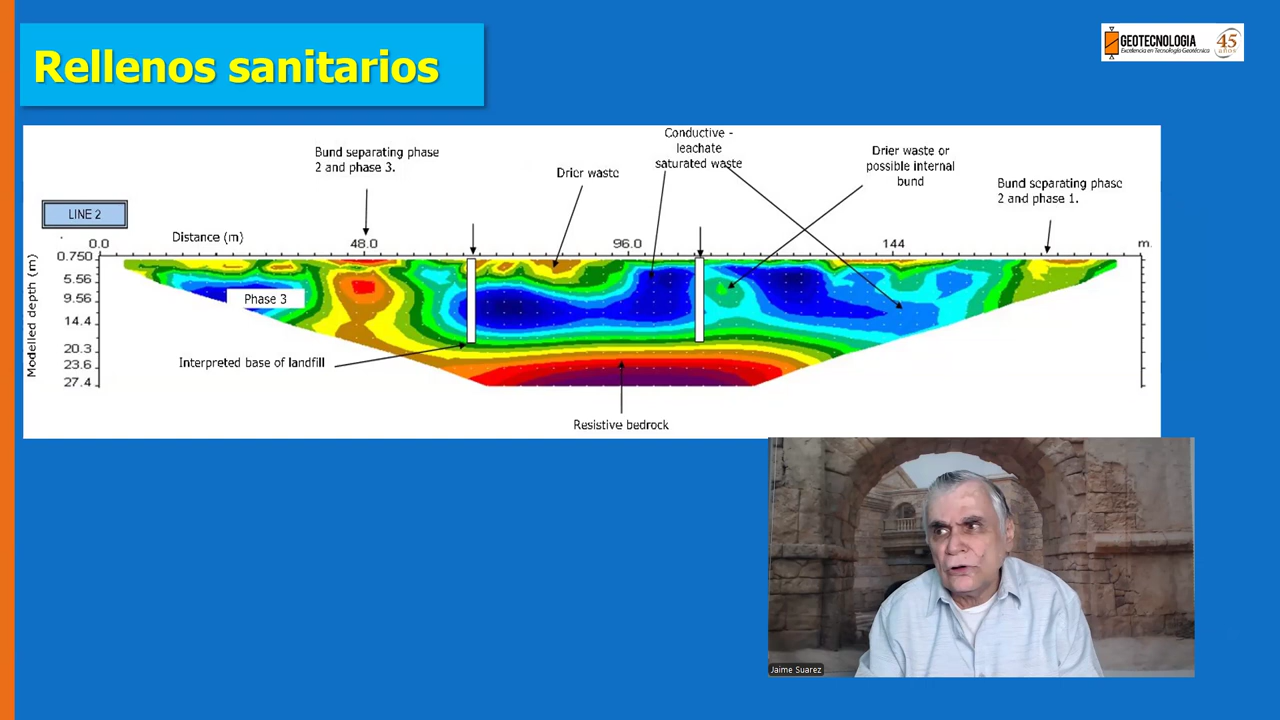 Rellenos sanitarios
GEOTECNOLOGIA
Excelencia en Tecnología Geotécnica
45
años
Conductive -
leachate
saturated waste
Bund separating phase
2 and phase 3.
Drier waste
Drier waste or
possible internal
bund
Bund separating phase
2 and phase 1.
LINE 2
Distance (m)
0.0 48.0 96.0 144 m.
Modelled depth (m)
0.750
5.56
9.56
14.4
20.3
23.6
27.4
Phase 3
Interpreted base of landfill
Resistive bedrock
Jaime Suarez